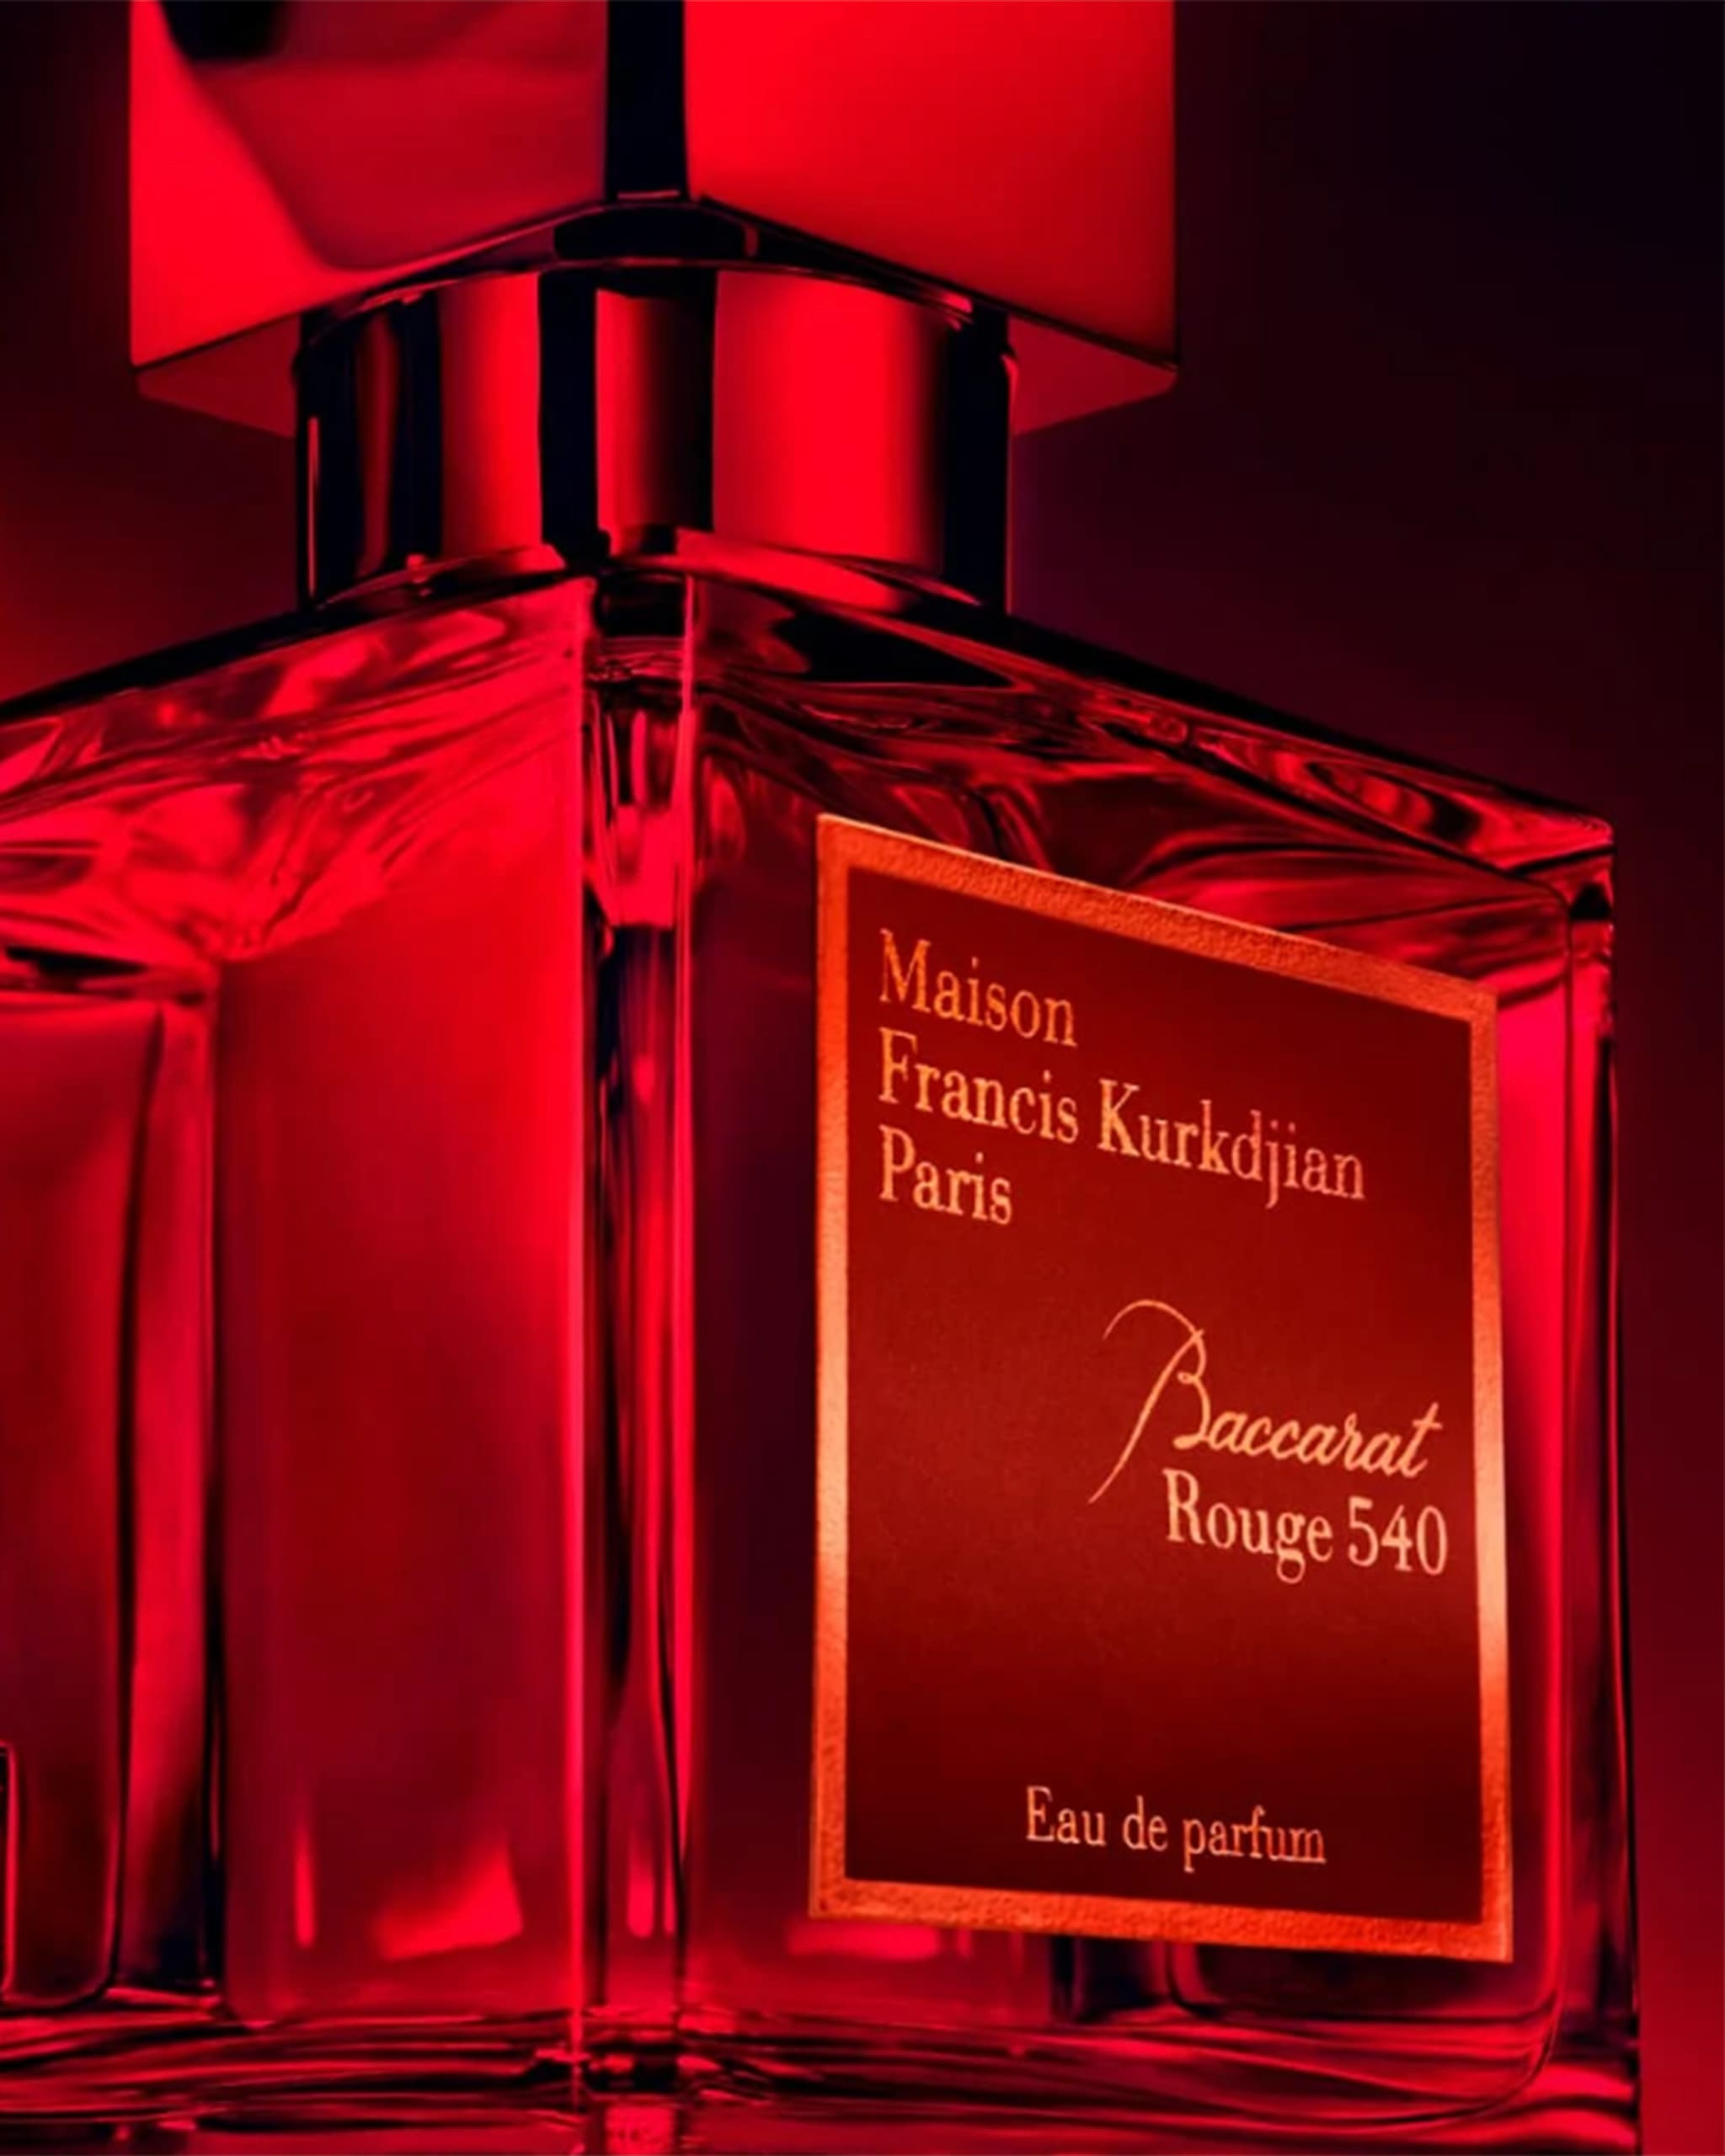 Maison
Francis Kurkdjian
Paris
Baccarat
Rouge 540
Eau de parfum